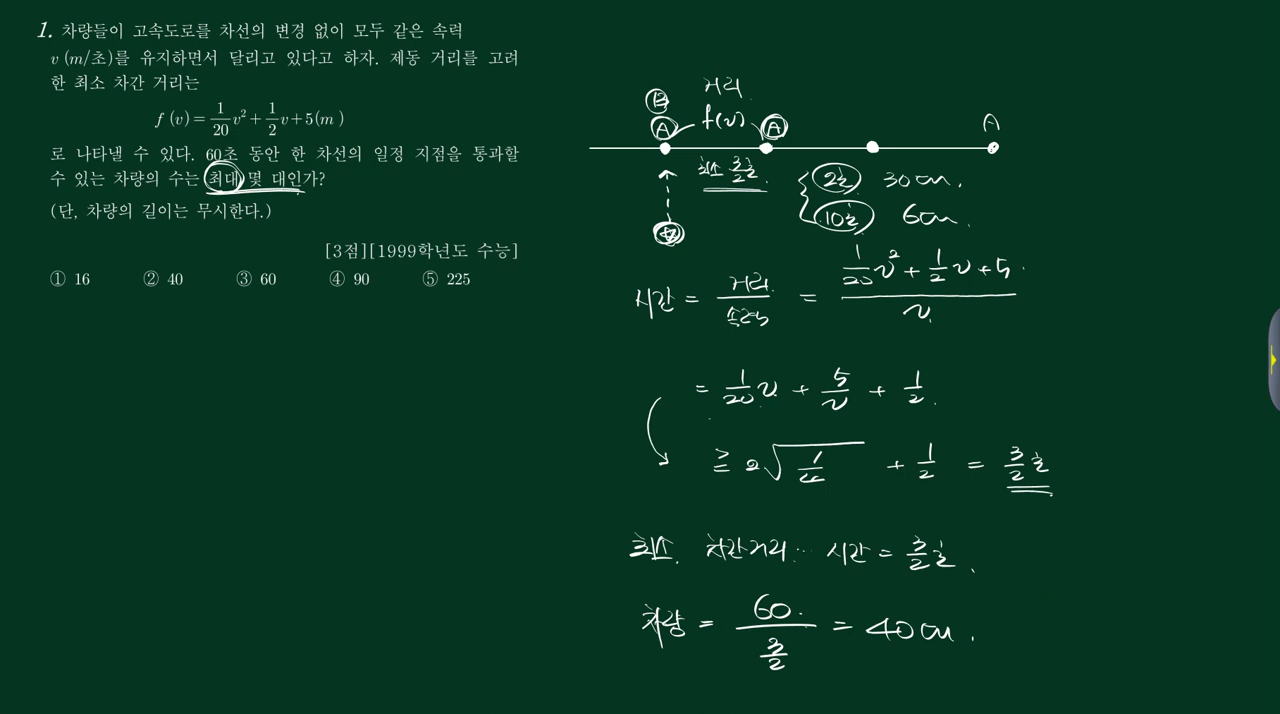 1. 차량들이 고속도로를 차선의 변경 없이 모두 같은 속력
v (m/초)를 유지하면서 달리고 있다고 하자. 제동 거리를 고려
한 최소 차간 거리는
f(v)=1/20 v²+1/2 v+5(m)
로 나타낼 수 있다. 60초 동안 한 차선의 일정 지점을 통과할
수 있는 차량의 수는 최대 몇 대인가?
(단, 차량의 길이는 무시한다.)
[3점][1999학년도 수능]
① 16 ② 40 ③ 60 ④ 90 ⑤ 225
거리
B
A f(v) A A
최소 3/2초
2초 30대.
10초 6대.
시간 = 거리/속력 = (1/20 v² + 1/2 v + 5)/v
= 1/20 v + 5/v + 1/2
≧ 2√(1/4) + 1/2 = 3/2초
최소. 차간거리… 시간 = 3/2초.
차량 = 60/(3/2) = 40대.